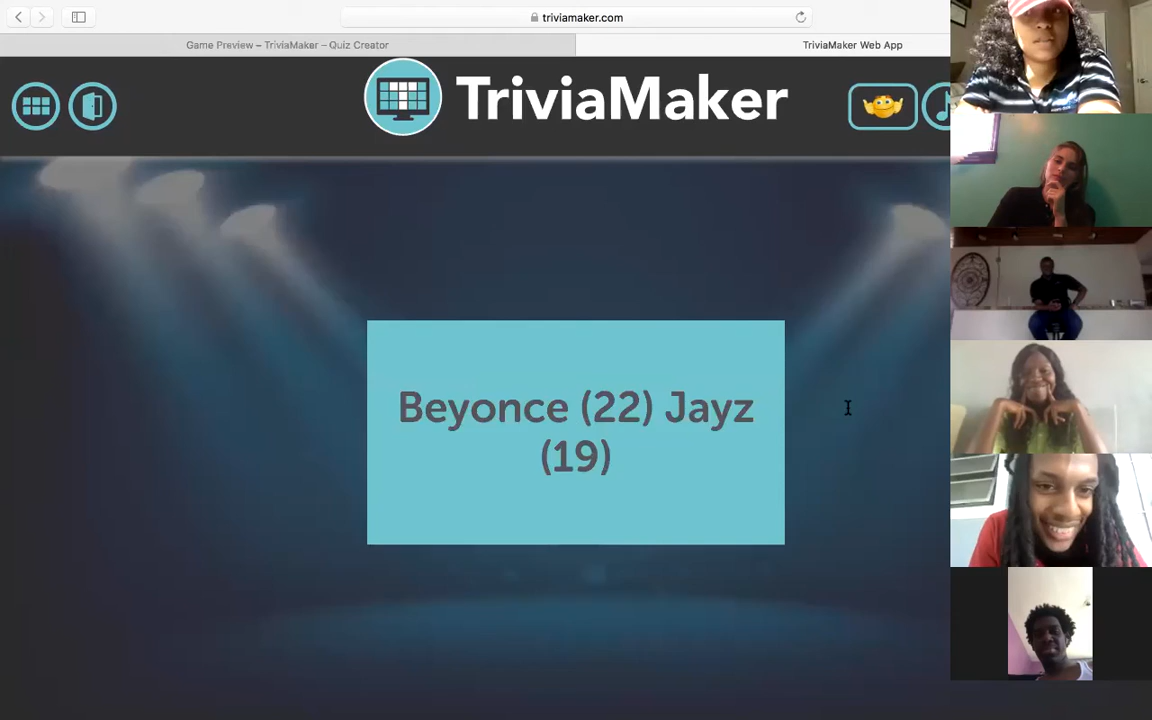 triviamaker.com
Game Preview – TriviaMaker – Quiz Creator
TriviaMaker Web App
TriviaMaker
Beyonce (22) Jayz
(19)